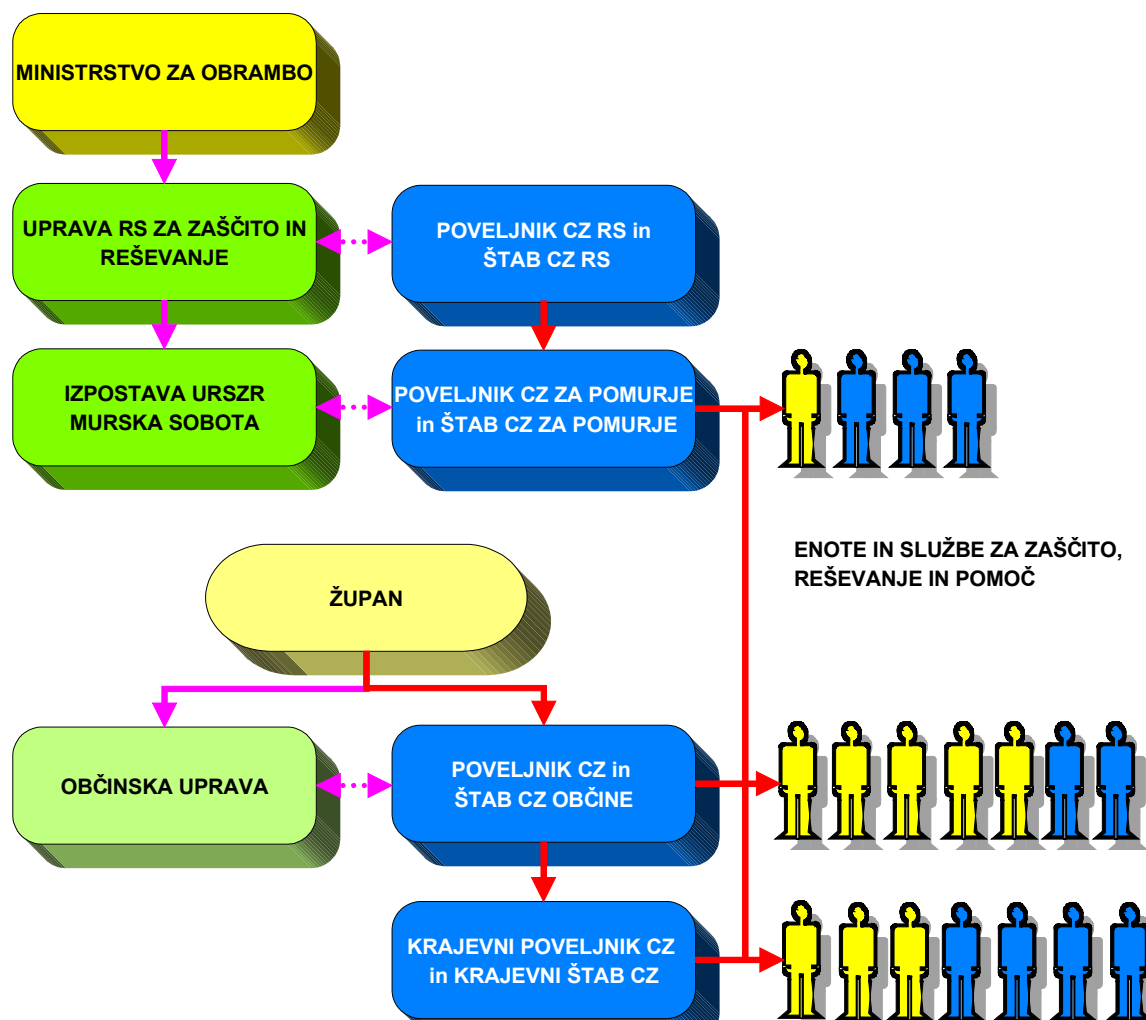 MINISTRSTVO ZA OBRAMBO
UPRAVA RS ZA ZAŠČITO IN
REŠEVANJE
POVELJNIK CZ RS in
ŠTAB CZ RS
IZPOSTAVA URSZR
MURSKA SOBOTA
POVELJNIK CZ ZA POMURJE
in ŠTAB CZ ZA POMURJE
ENOTE IN SLUŽBE ZA ZAŠČITO,
REŠEVANJE IN POMOČ
ŽUPAN
OBČINSKA UPRAVA
POVELJNIK CZ in
ŠTAB CZ OBČINE
KRAJEVNI POVELJNIK CZ
in KRAJEVNI ŠTAB CZ